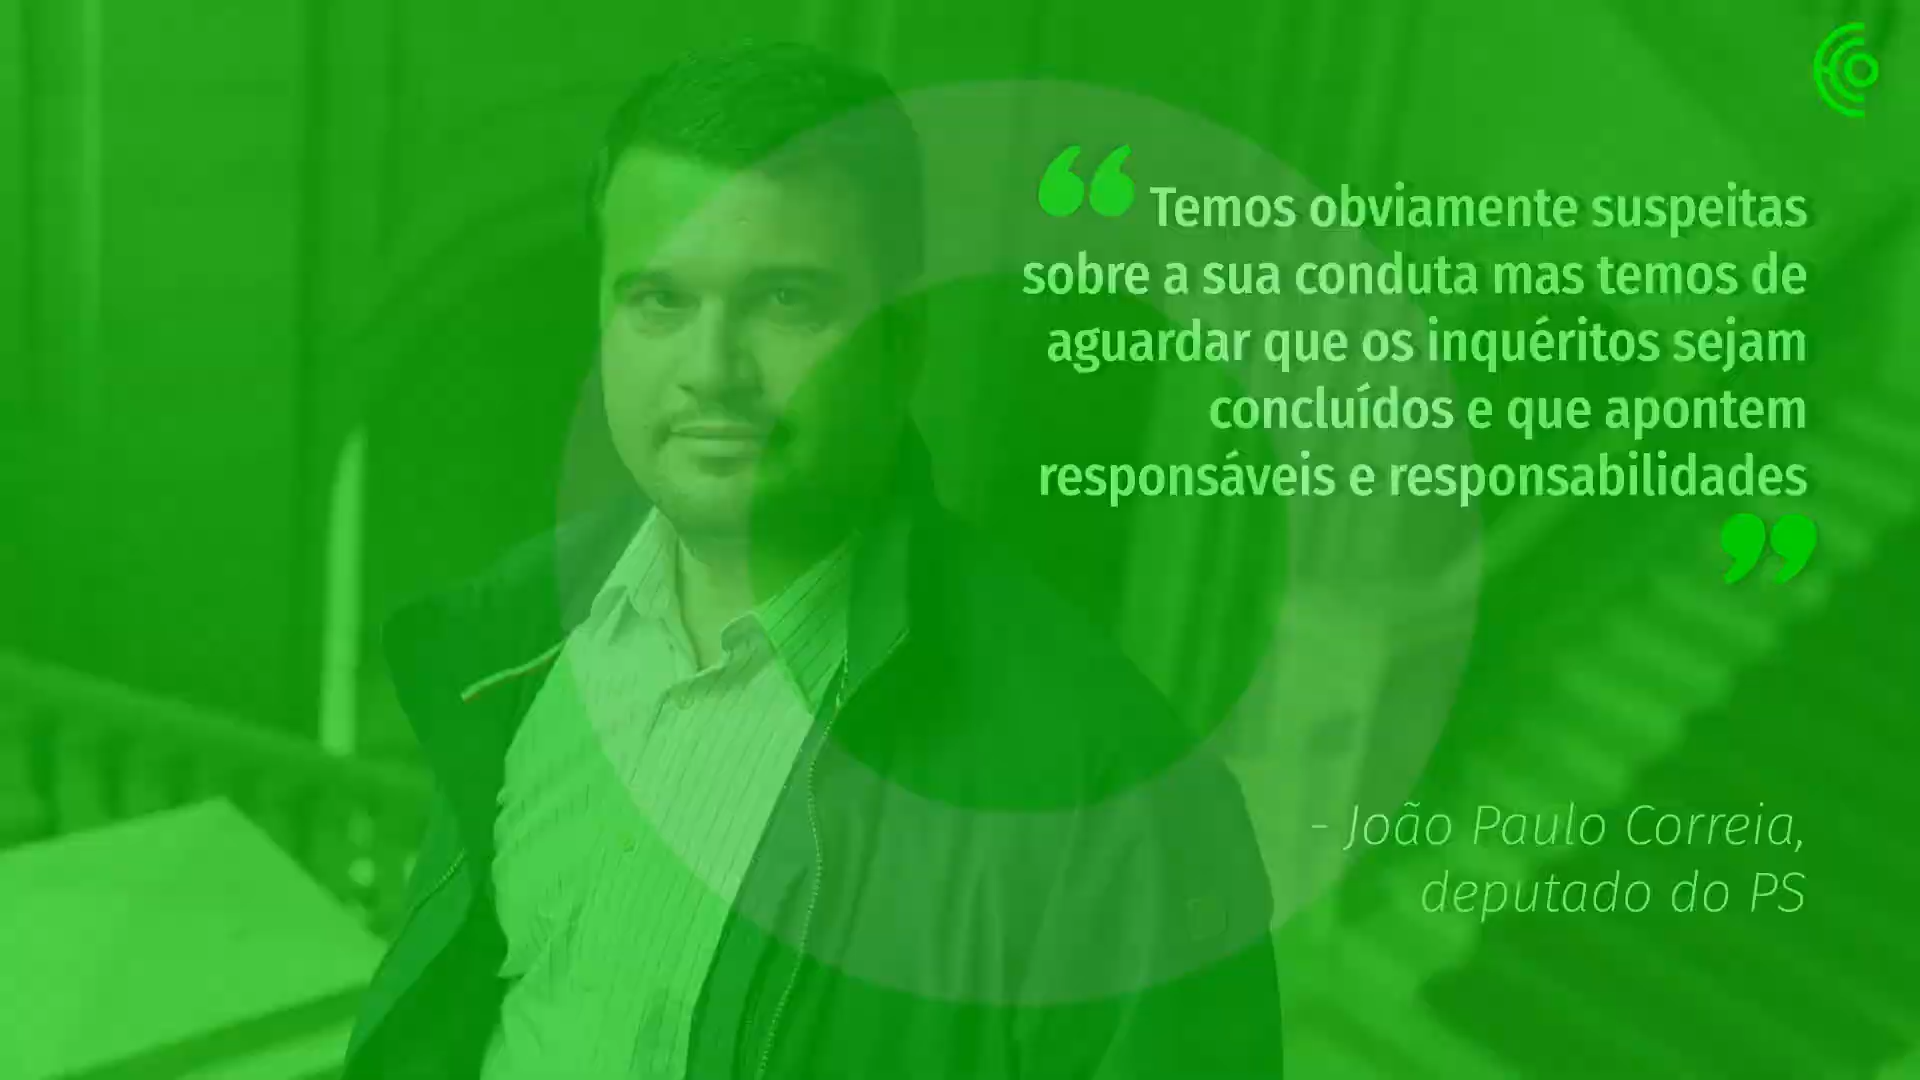 “ Temos obviamente suspeitas
sobre a sua conduta mas temos de
aguardar que os inquéritos sejam
concluídos e que apontem
responsáveis e responsabilidades
”
- João Paulo Correia,
deputado do PS